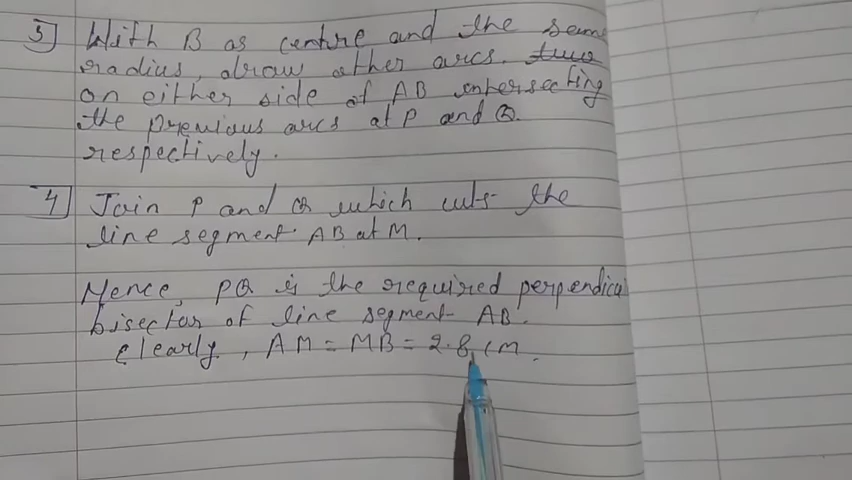 3] With B as centre and the same
radius, draw other arcs. two
on either side of AB intersecting
the previous arcs at P and Q.
respectively.
4] Join P and Q which cuts the
line segment AB at M.
Hence, PQ is the required perpendicul
bisector of line segment AB.
clearly, AM = MB = 2.8 cm.